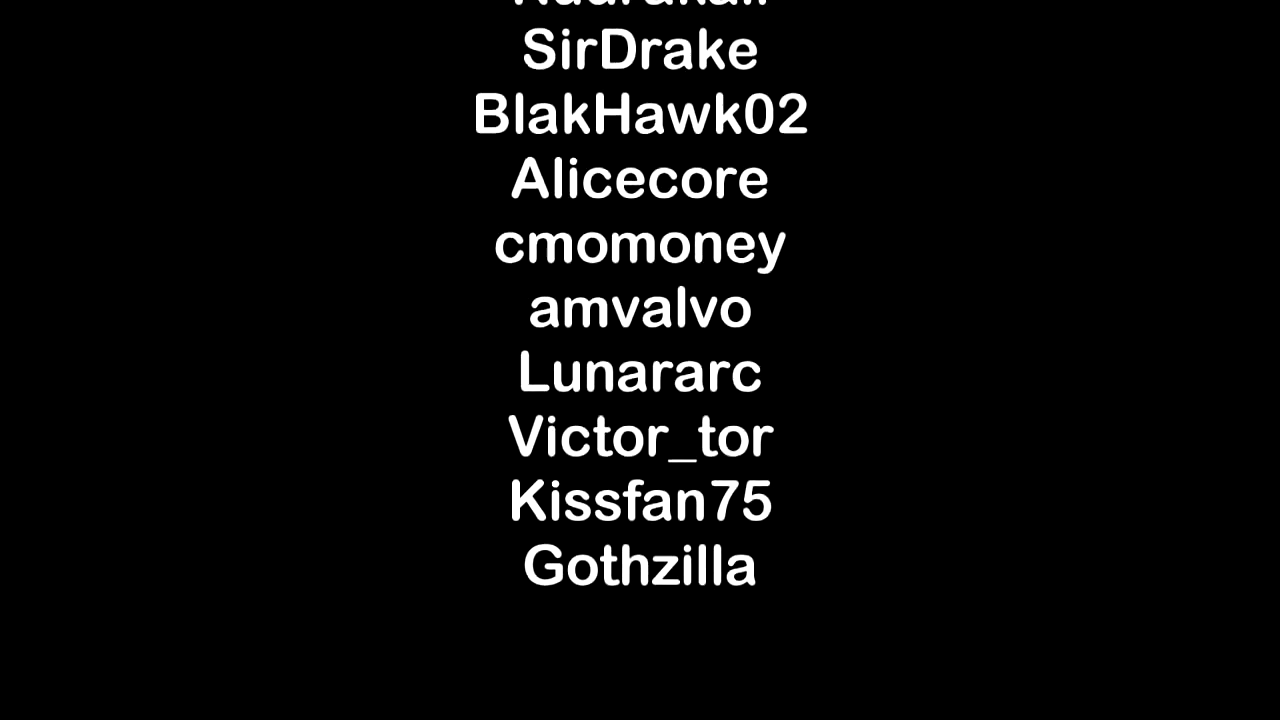 SirDrake
BlakHawk02
Alicecore
cmomoney
amvalvo
Lunararc
Victor_tor
Kissfan75
Gothzilla